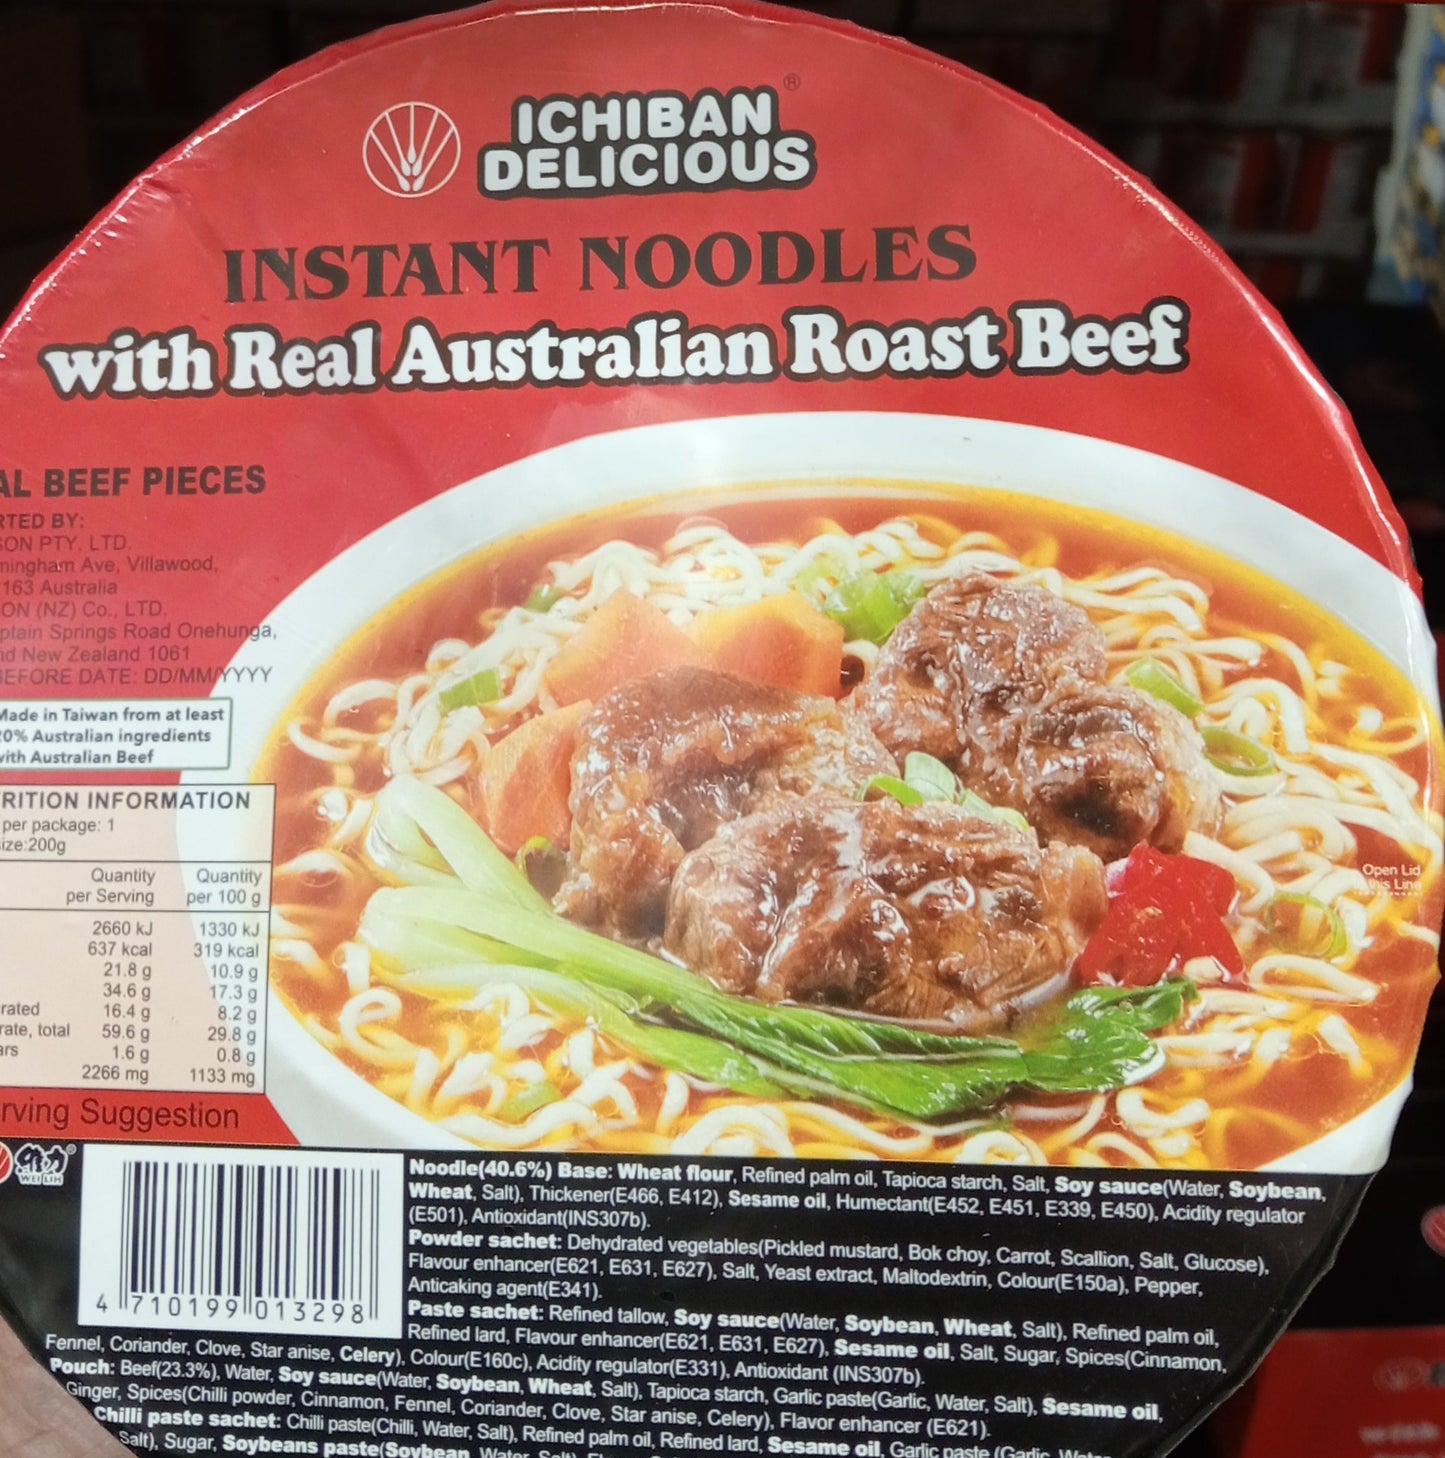 ICHIBAN
DELICIOUS
®
INSTANT NOODLES
with Real Australian Roast Beef
AL BEEF PIECES
RTED BY:
SON PTY. LTD.
mingham Ave, Villawood,
163 Australia
ON (NZ) Co., LTD.
ptain Springs Road Onehunga,
nd New Zealand 1061
BEFORE DATE: DD/MM/YYYY
Made in Taiwan from at least
20% Australian ingredients
with Australian Beef
RITION INFORMATION
per package: 1
size:200g
Quantity per Serving Quantity per 100 g
2660 kJ 1330 kJ
637 kcal 319 kcal
21.8 g 10.9 g
34.6 g 17.3 g
rated 16.4 g 8.2 g
rate, total 59.6 g 29.8 g
ars 1.6 g 0.8 g
2266 mg 1133 mg
rving Suggestion
Open Lid
this Line
WEI LIH
®
4 710199 013298
Noodle(40.6%) Base: Wheat flour, Refined palm oil, Tapioca starch, Salt, Soy sauce(Water, Soybean,
Wheat, Salt), Thickener(E466, E412), Sesame oil, Humectant(E452, E451, E339, E450), Acidity regulator
(E501), Antioxidant(INS307b).
Powder sachet: Dehydrated vegetables(Pickled mustard, Bok choy, Carrot, Scallion, Salt, Glucose),
Flavour enhancer(E621, E631, E627), Salt, Yeast extract, Maltodextrin, Colour(E150a), Pepper,
Anticaking agent(E341).
Paste sachet: Refined tallow, Soy sauce(Water, Soybean, Wheat, Salt), Refined palm oil,
Refined lard, Flavour enhancer(E621, E631, E627), Sesame oil, Salt, Sugar, Spices(Cinnamon,
Fennel, Coriander, Clove, Star anise, Celery), Colour(E160c), Acidity regulator(E331), Antioxidant (INS307b).
Pouch: Beef(23.3%), Water, Soy sauce(Water, Soybean, Wheat, Salt), Tapioca starch, Garlic paste(Garlic, Water, Salt), Sesame oil,
Ginger, Spices(Chilli powder, Cinnamon, Fennel, Coriander, Clove, Star anise, Celery), Flavor enhancer (E621).
Chilli paste sachet: Chilli paste(Chilli, Water, Salt), Refined palm oil, Refined lard, Sesame oil, Garlic paste (Garlic, Water,
Salt), Sugar, Soybeans paste(Soybean, Water, Salt),